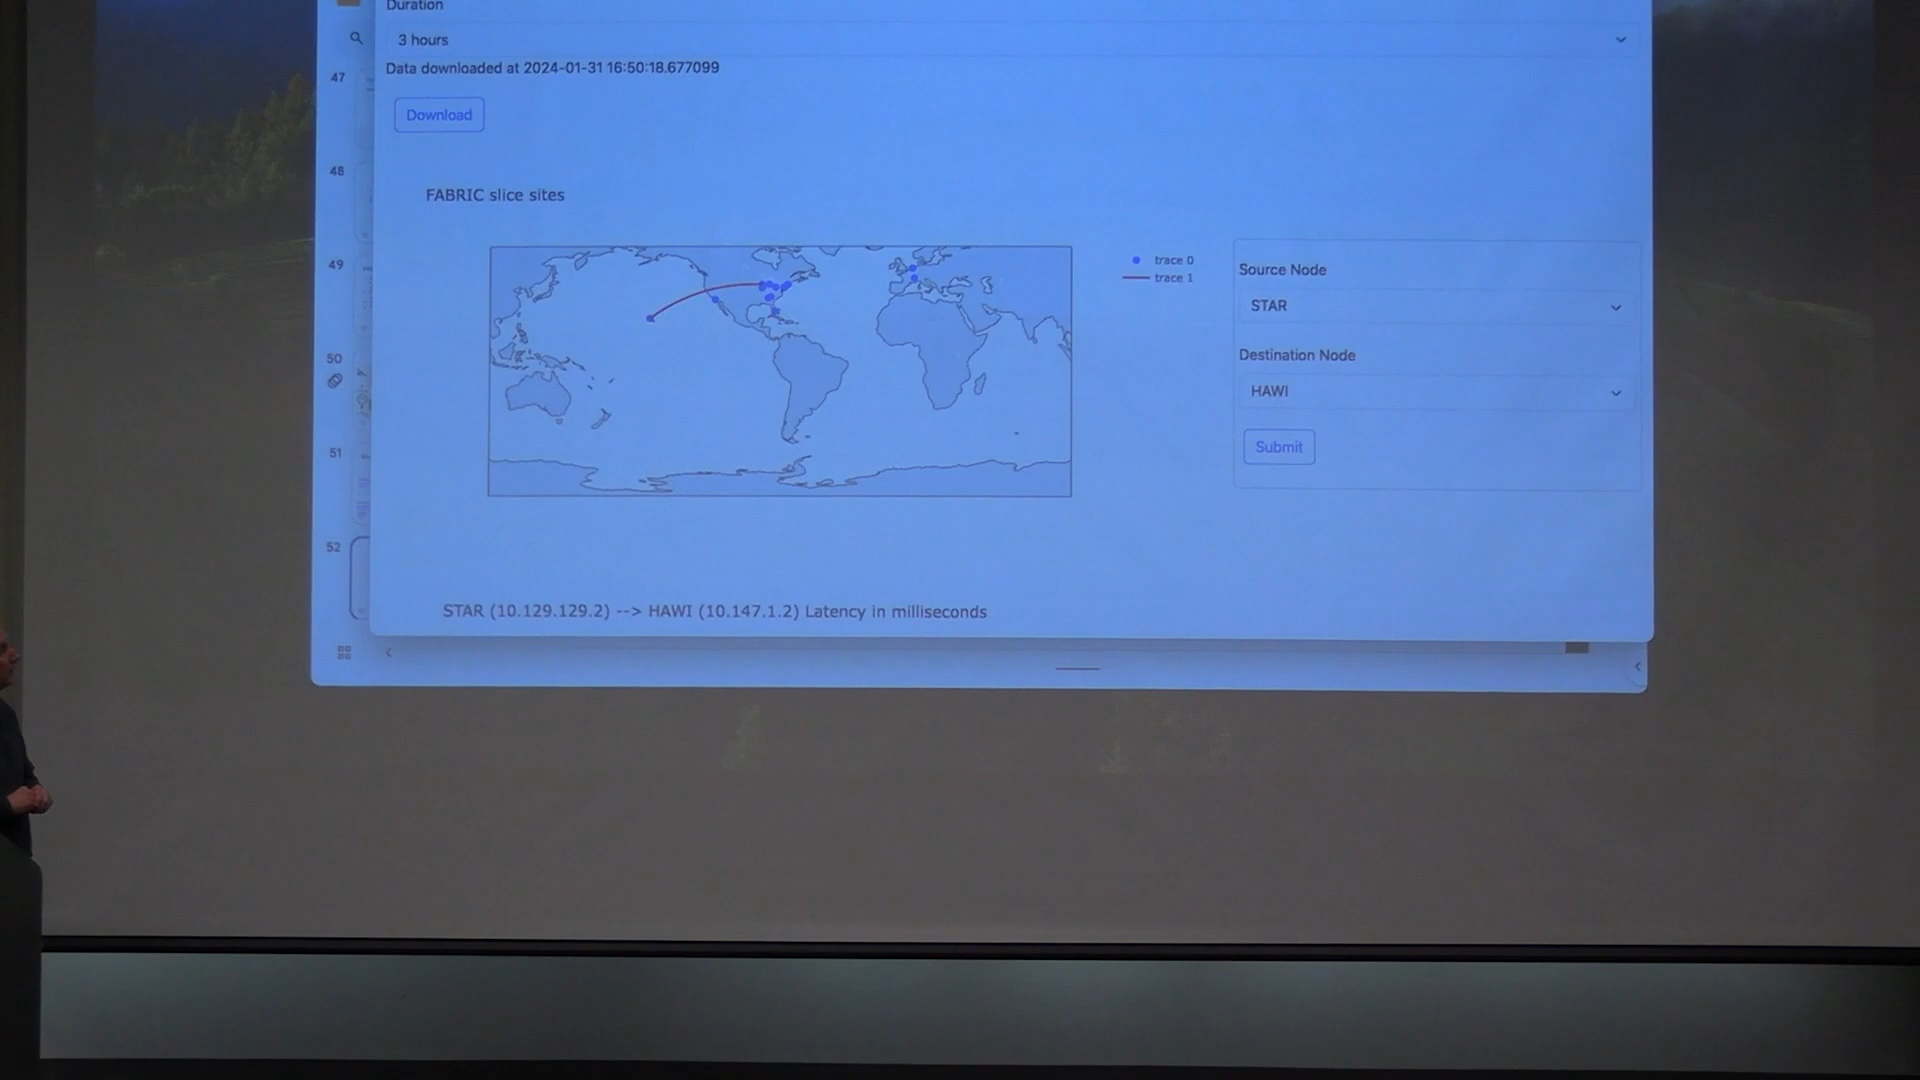 Duration
3 hours
Data downloaded at 2024-01-31 16:50:18.677099
Download
FABRIC slice sites
trace 0
trace 1
Source Node
STAR
Destination Node
HAWI
Submit
STAR (10.129.129.2) --> HAWI (10.147.1.2) Latency in milliseconds
47
48
49
50
51
52